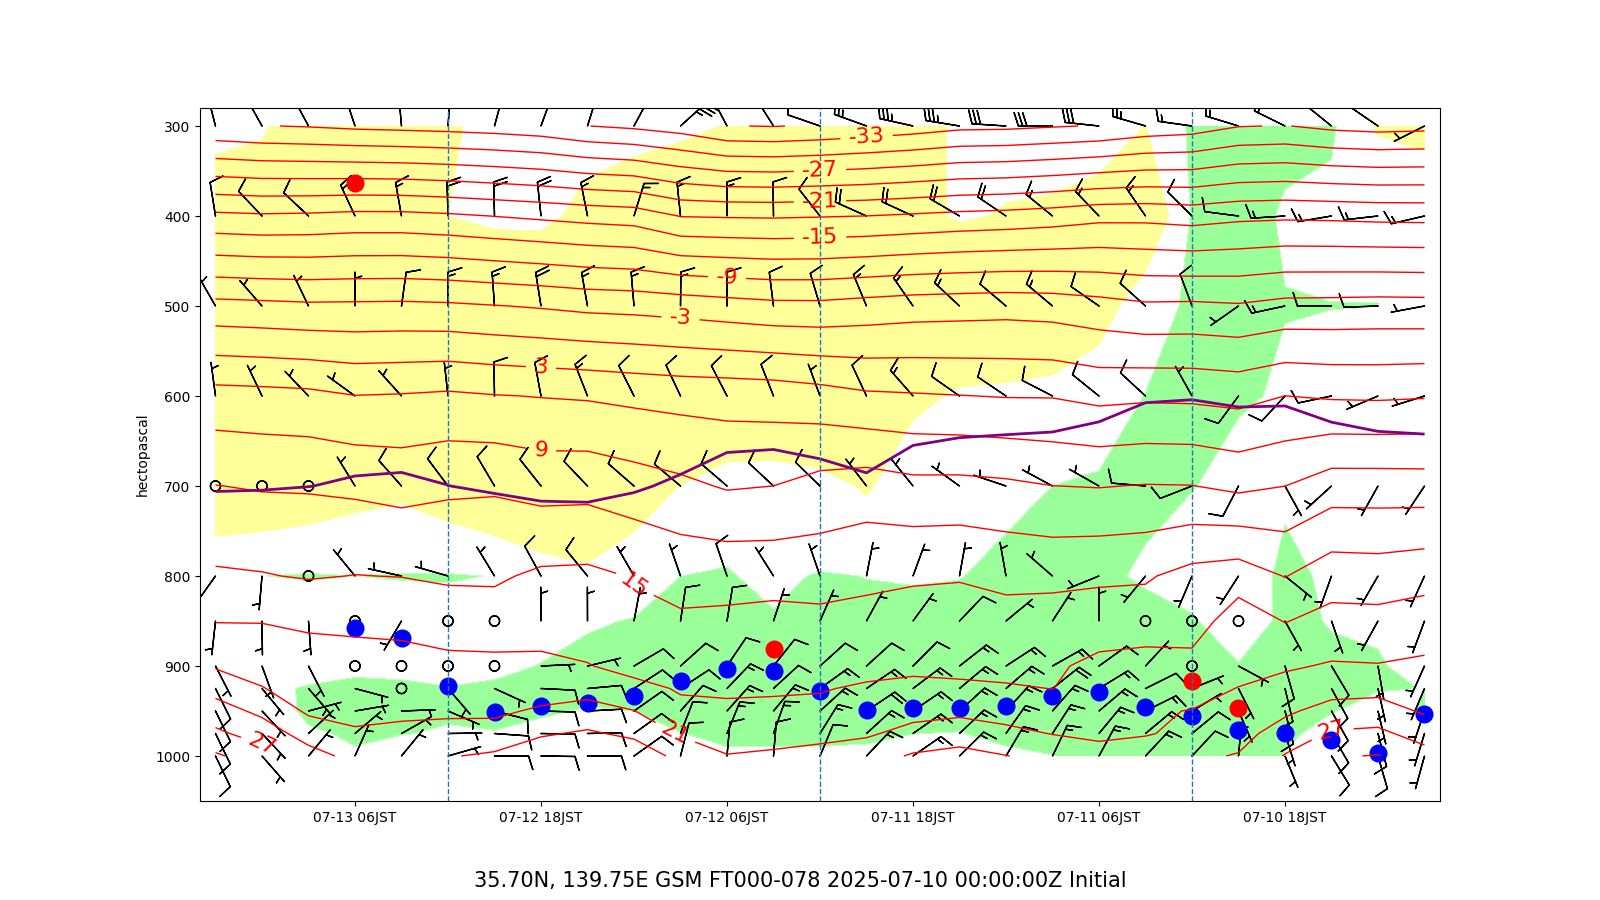 300
400
500
600
700
800
900
1000
hectopascal
-33
-27
-21
-15
-9
-3
3
9
15
21
27
27
07-13 06JST
07-12 18JST
07-12 06JST
07-11 18JST
07-11 06JST
07-10 18JST
35.70N, 139.75E GSM FT000-078 2025-07-10 00:00:00Z Initial